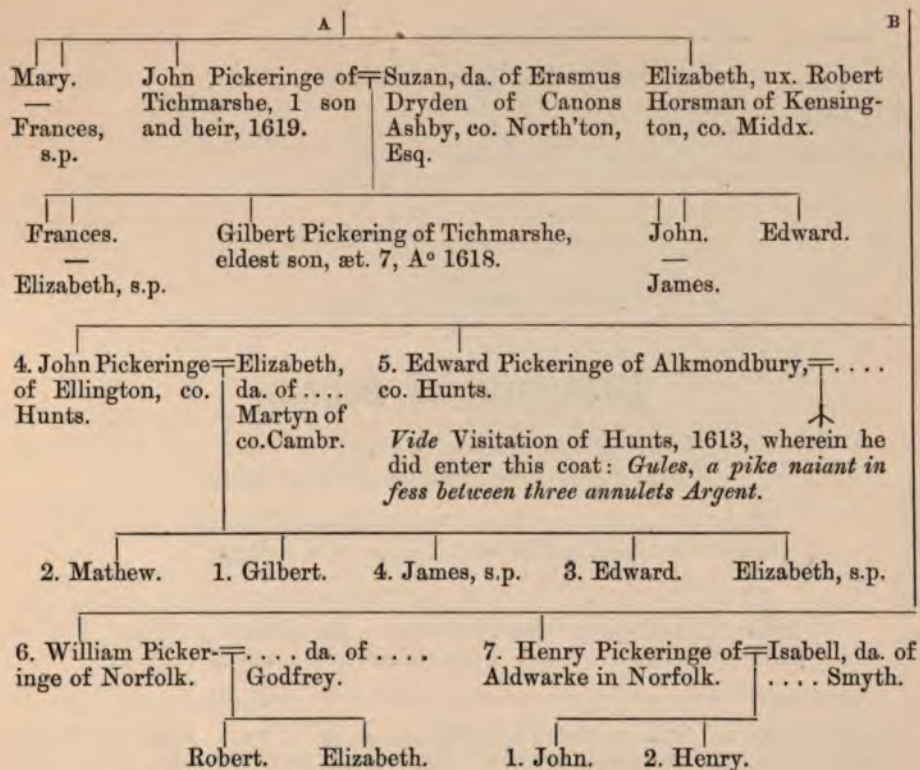 A B
Mary.
—
Frances,
s.p.
John Pickeringe of
Tichmarshe, 1 son
and heir, 1619.
Suzan, da. of Erasmus
Dryden of Canons
Ashby, co. North'ton,
Esq.
Elizabeth, ux. Robert
Horsman of Kensing-
ton, co. Middx.
Frances.
—
Elizabeth, s.p.
Gilbert Pickering of Tichmarshe,
eldest son, æt. 7, Aº 1618.
John.
—
James.
Edward.
4. John Pickeringe
of Ellington, co.
Hunts.
Elizabeth,
da. of ....
Martyn of
co.Cambr.
5. Edward Pickeringe of Alkmondbury, . . . .
co. Hunts.
Vide Visitation of Hunts, 1613, wherein he
did enter this coat: Gules, a pike naiant in
fess between three annulets Argent.
2. Mathew. 1. Gilbert. 4. James, s.p. 3. Edward. Elizabeth, s.p.
6. William Picker-
inge of Norfolk.
. . . . da. of . . . .
Godfrey.
7. Henry Pickeringe of
Aldwarke in Norfolk.
Isabell, da. of
. . . . Smyth.
Robert. Elizabeth. 1. John. 2. Henry.